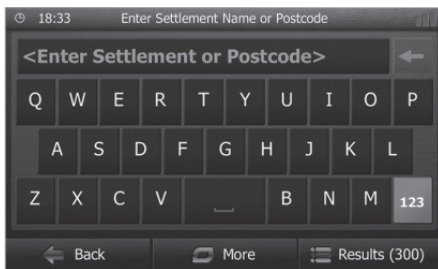 18:33 Enter Settlement Name or Postcode
<Enter Settlement or Postcode>
Q W E R T Y U I O P
A S D F G H J K L
Z X C V B N M 123
Back More Results (300)